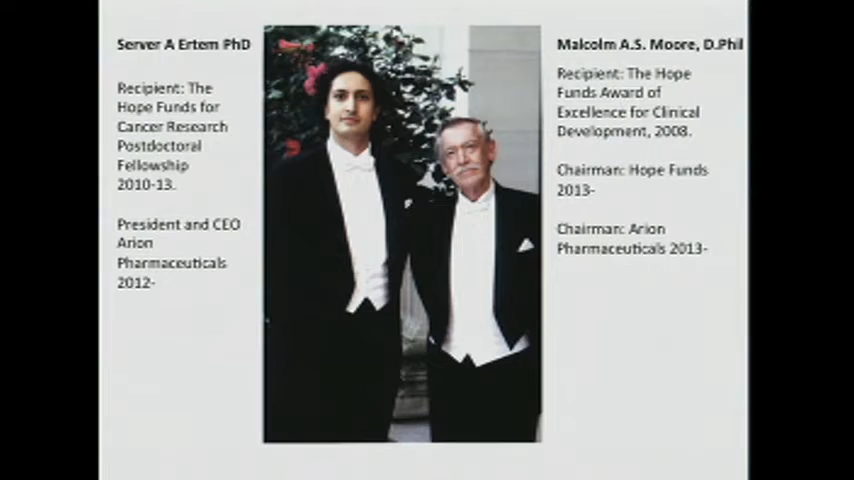 Server A Ertem PhD
Recipient: The
Hope Funds for
Cancer Research
Postdoctoral
Fellowship
2010-13.
President and CEO
Arion
Pharmaceuticals
2012-
Malcolm A.S. Moore, D.Phil
Recipient: The Hope
Funds Award of
Excellence for Clinical
Development, 2008.
Chairman: Hope Funds
2013-
Chairman: Arion
Pharmaceuticals 2013-